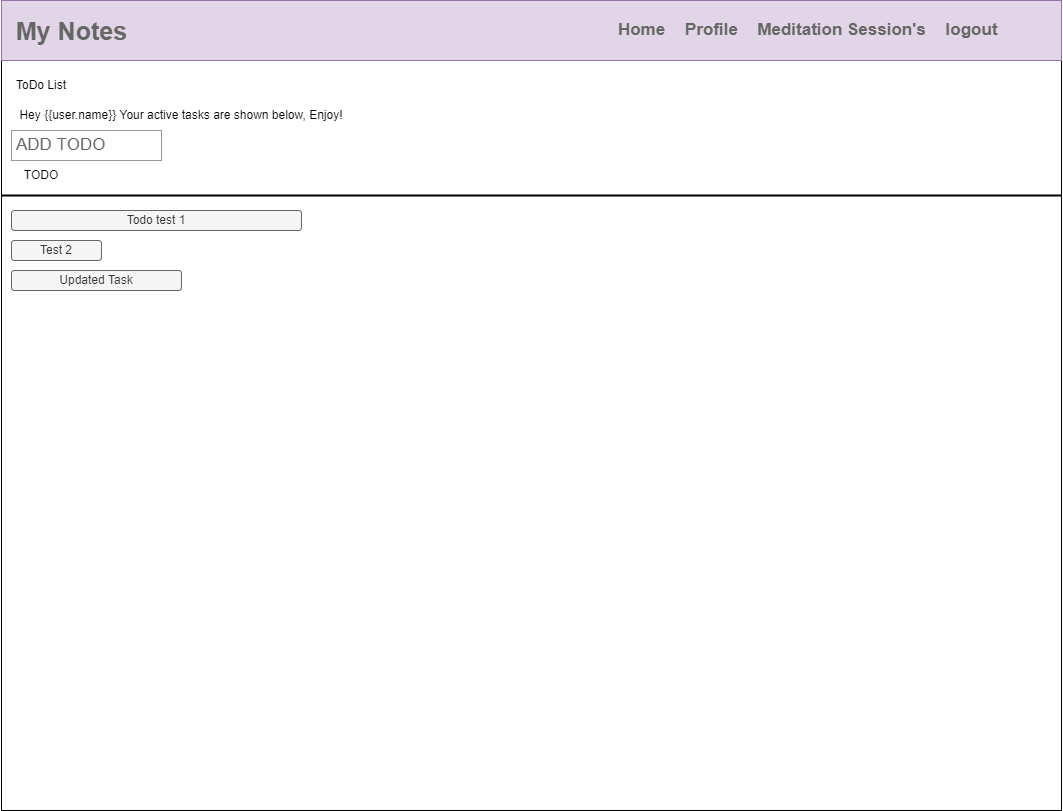 My Notes
Home Profile Meditation Session's logout
ToDo List
Hey {{user.name}} Your active tasks are shown below, Enjoy!
ADD TODO
TODO
Todo test 1
Test 2
Updated Task